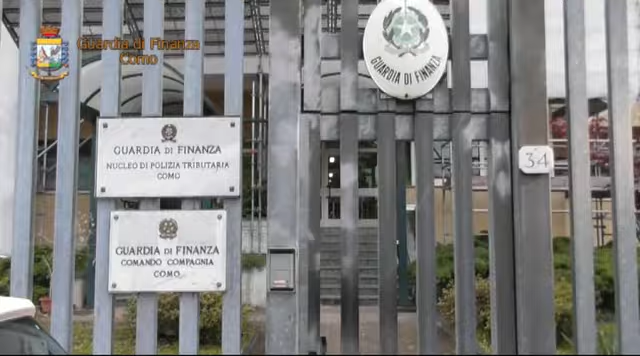 Guardia di Finanza
Como
GUARDIA DI FINANZA
GUARDIA DI FINANZA
NUCLEO DI POLIZIA TRIBUTARIA
COMO
GUARDIA DI FINANZA
COMANDO COMPAGNIA
COMO
34